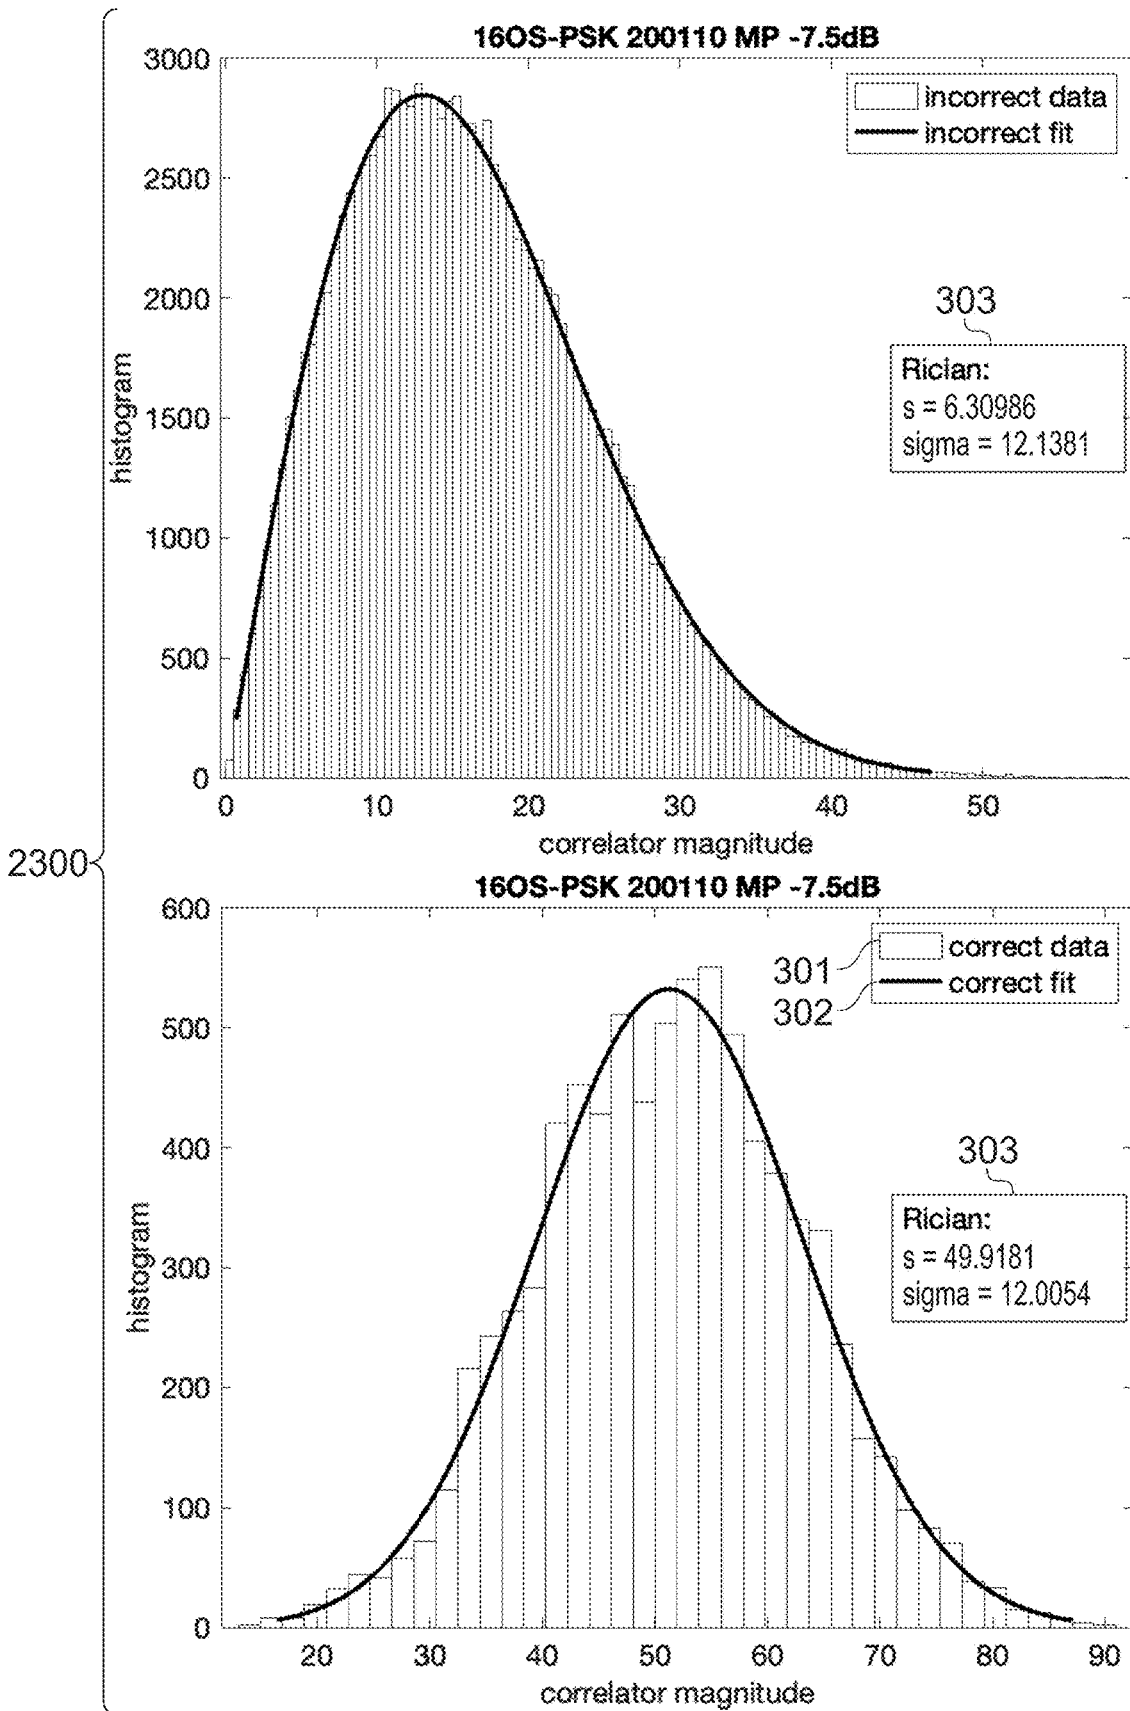 16OS-PSK 200110 MP -7.5dB
3000
2500
2000
1500
1000
500
0
histogram
incorrect data
incorrect fit
303
Rician:
s = 6.30986
sigma = 12.1381
0 10 20 30 40 50
correlator magnitude
2300
16OS-PSK 200110 MP -7.5dB
600
500
400
300
200
100
0
histogram
301
correct data
302
correct fit
303
Rician:
s = 49.9181
sigma = 12.0054
20 30 40 50 60 70 80 90
correlator magnitude